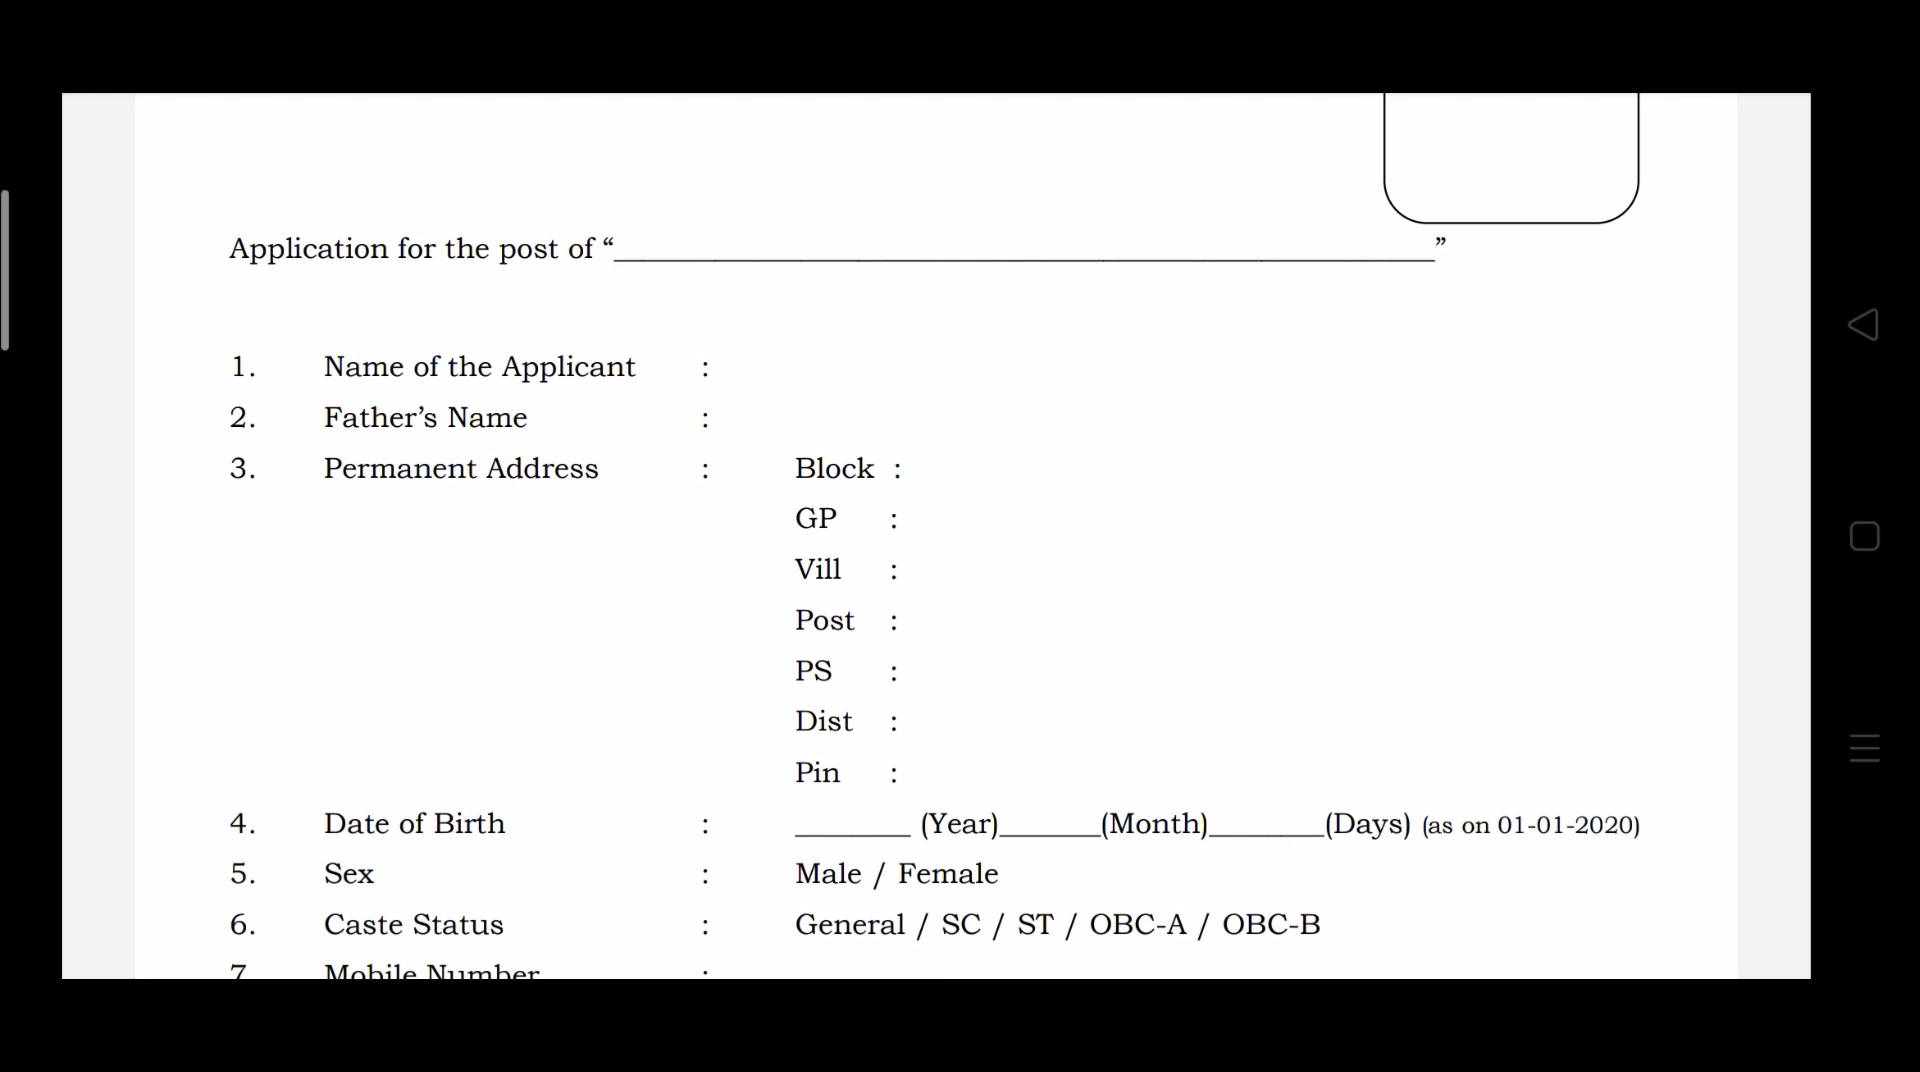 Application for the post of “__________________________________________________________”
1. Name of the Applicant :
2. Father’s Name :
3. Permanent Address : Block :
GP :
Vill :
Post :
PS :
Dist :
Pin :
4. Date of Birth : ________ (Year)_______(Month)________(Days) (as on 01-01-2020)
5. Sex : Male / Female
6. Caste Status : General / SC / ST / OBC-A / OBC-B
7. Mobile Number :